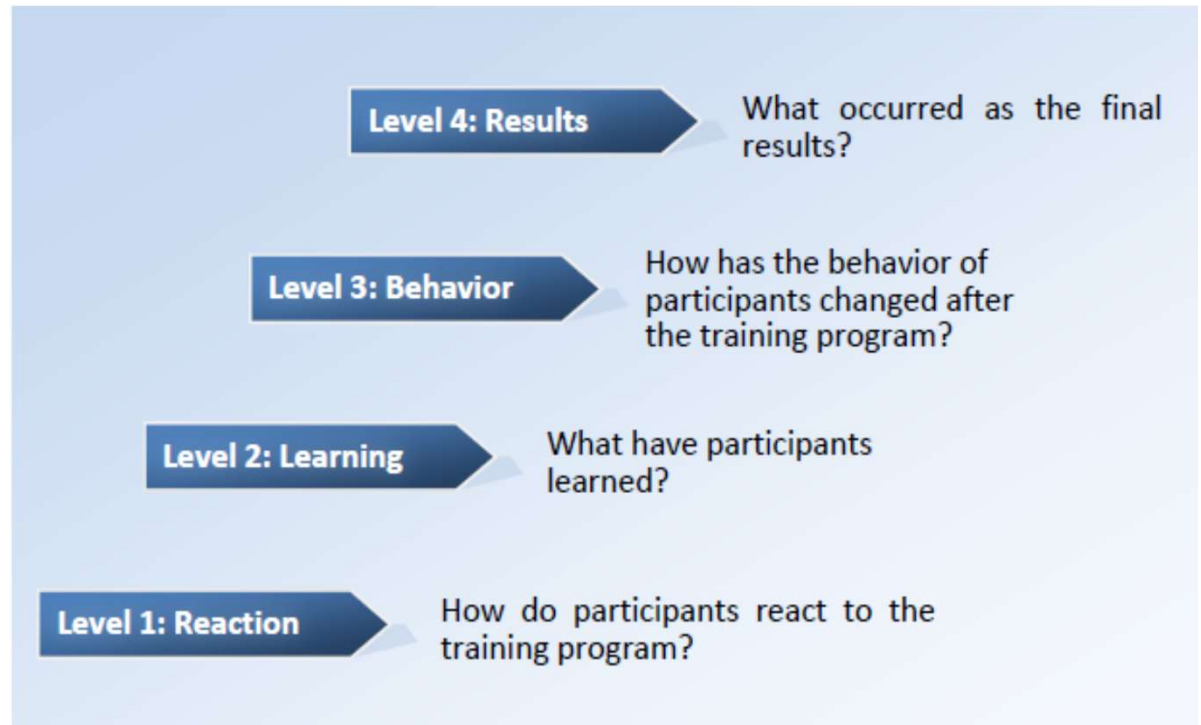 Level 4: Results
What occurred as the final
results?
Level 3: Behavior
How has the behavior of
participants changed after
the training program?
Level 2: Learning
What have participants
learned?
Level 1: Reaction
How do participants react to the
training program?